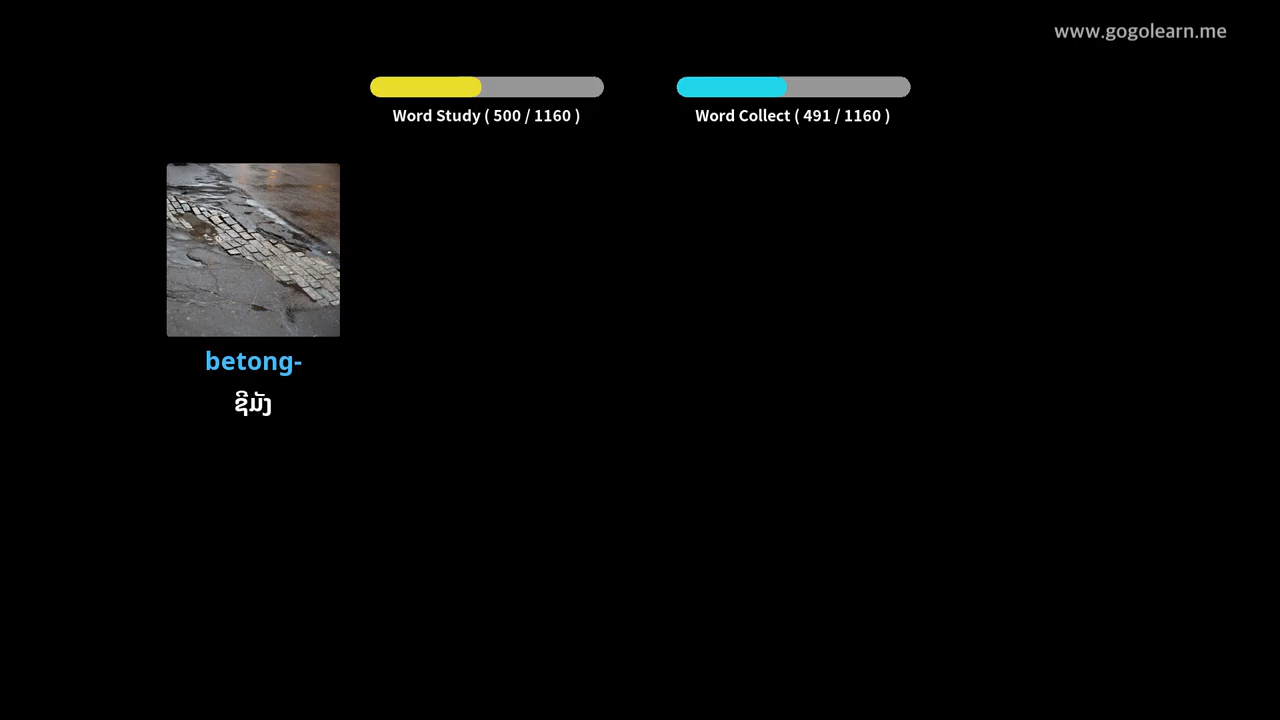 www.gogolearn.me
Word Study ( 500 / 1160 )
Word Collect ( 491 / 1160 )
betong-
ຊີມັງ